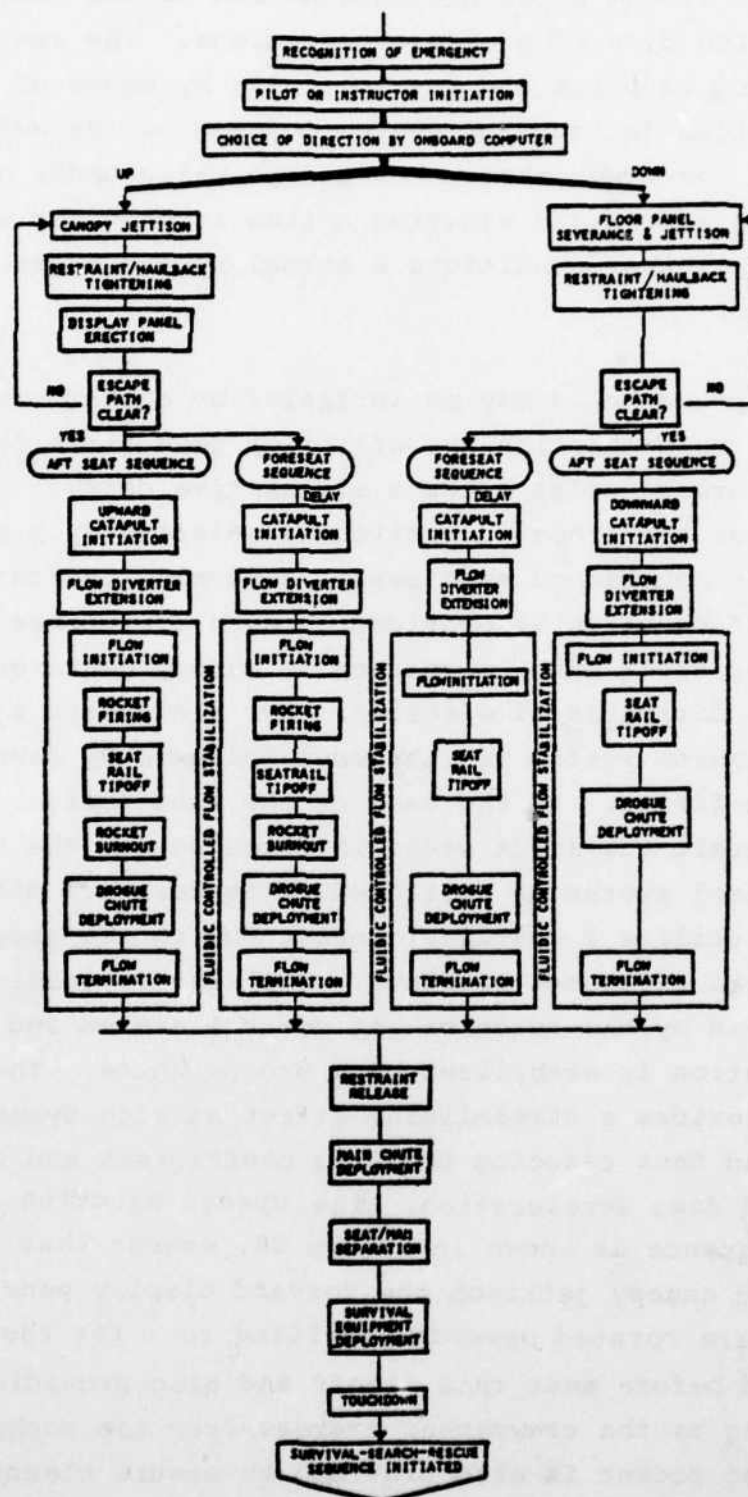 RECOGNITION OF EMERGENCY
PILOT OR INSTRUCTOR INITIATION
CHOICE OF DIRECTION BY ONBOARD COMPUTER
UP
DOWN
CANOPY JETTISON
RESTRAINT/HAULBACK
TIGHTENING
DISPLAY PANEL
ERECTION
NO
ESCAPE
PATH
CLEAR?
YES
FLOOR PANEL
SEVERANCE & JETTISON
RESTRAINT/HAULBACK
TIGHTENING
ESCAPE
PATH
CLEAR?
NO
YES
AFT SEAT SEQUENCE
UPWARD
CATAPULT
INITIATION
FLOW DIVERTER
EXTENSION
FLOW
INITIATION
ROCKET
FIRING
SEAT
RAIL
TIPOFF
ROCKET
BURNOUT
DROGUE
CHUTE
DEPLOYMENT
FLOW
TERMINATION
FLUIDIC CONTROLLED FLOW STABILIZATION
FORESEAT
SEQUENCE
DELAY
CATAPULT
INITIATION
FLOW DIVERTER
EXTENSION
FLOW
INITIATION
ROCKET
FIRING
SEATRAIL
TIPOFF
ROCKET
BURNOUT
DROGUE
CHUTE
DEPLOYMENT
FLOW
TERMINATION
FLUIDIC CONTROLLED FLOW STABILIZATION
FORESEAT
SEQUENCE
DELAY
CATAPULT
INITIATION
FLOW
DIVERTER
EXTENSION
FLOWINITIATION
SEAT
RAIL
TIPOFF
DROGUE CHUTE
DEPLOYMENT
FLOW
TERMINATION
FLUIDIC CONTROLLED FLOW STABILIZATION
AFT SEAT SEQUENCE
DOWNWARD
CATAPULT
INITIATION
FLOW
DIVERTER
EXTENSION
FLOW INITIATION
SEAT
RAIL
TIPOFF
DROGUE CHUTE
DEPLOYMENT
FLOW
TERMINATION
FLUIDIC CONTROLLED FLOW STABILIZATION
RESTRAINT
RELEASE
MAIN CHUTE
DEPLOYMENT
SEAT/MAN
SEPARATION
SURVIVAL
EQUIPMENT
DEPLOYMENT
TOUCHDOWN
SURVIVAL-SEARCH-RESCUE
SEQUENCE INITIATED